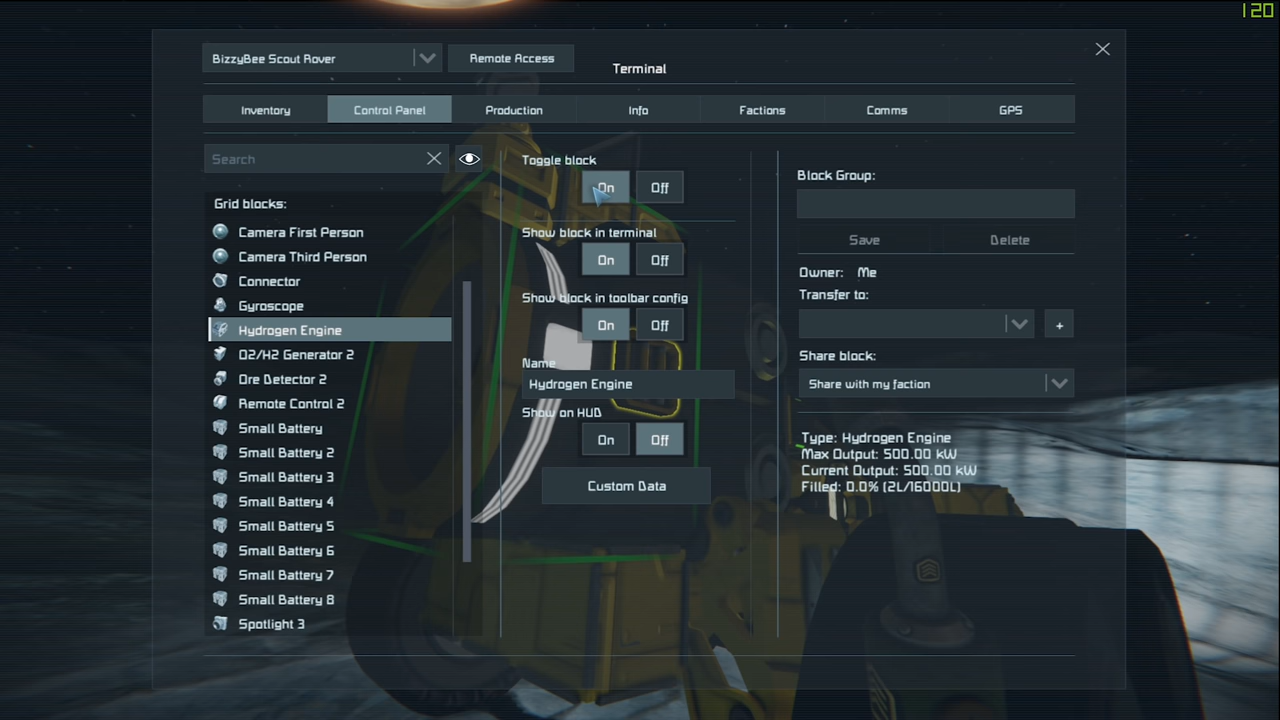 120
BizzyBee Scout Rover
Remote Access
Terminal
Inventory
Control Panel
Production
Info
Factions
Comms
GPS
Search
Grid blocks:
Camera First Person
Camera Third Person
Connector
Gyroscope
Hydrogen Engine
O2/H2 Generator 2
Ore Detector 2
Remote Control 2
Small Battery
Small Battery 2
Small Battery 3
Small Battery 4
Small Battery 5
Small Battery 6
Small Battery 7
Small Battery 8
Spotlight 3
Toggle block
On Off
Show block in terminal
On Off
Show block in toolbar config
On Off
Name
Hydrogen Engine
Show on HUD
On Off
Custom Data
Block Group:
Save Delete
Owner: Me
Transfer to:
+
Share block:
Share with my faction
Type: Hydrogen Engine
Max Output: 500.00 kW
Current Output: 500.00 kW
Filled: 0.0% (2L/16000L)